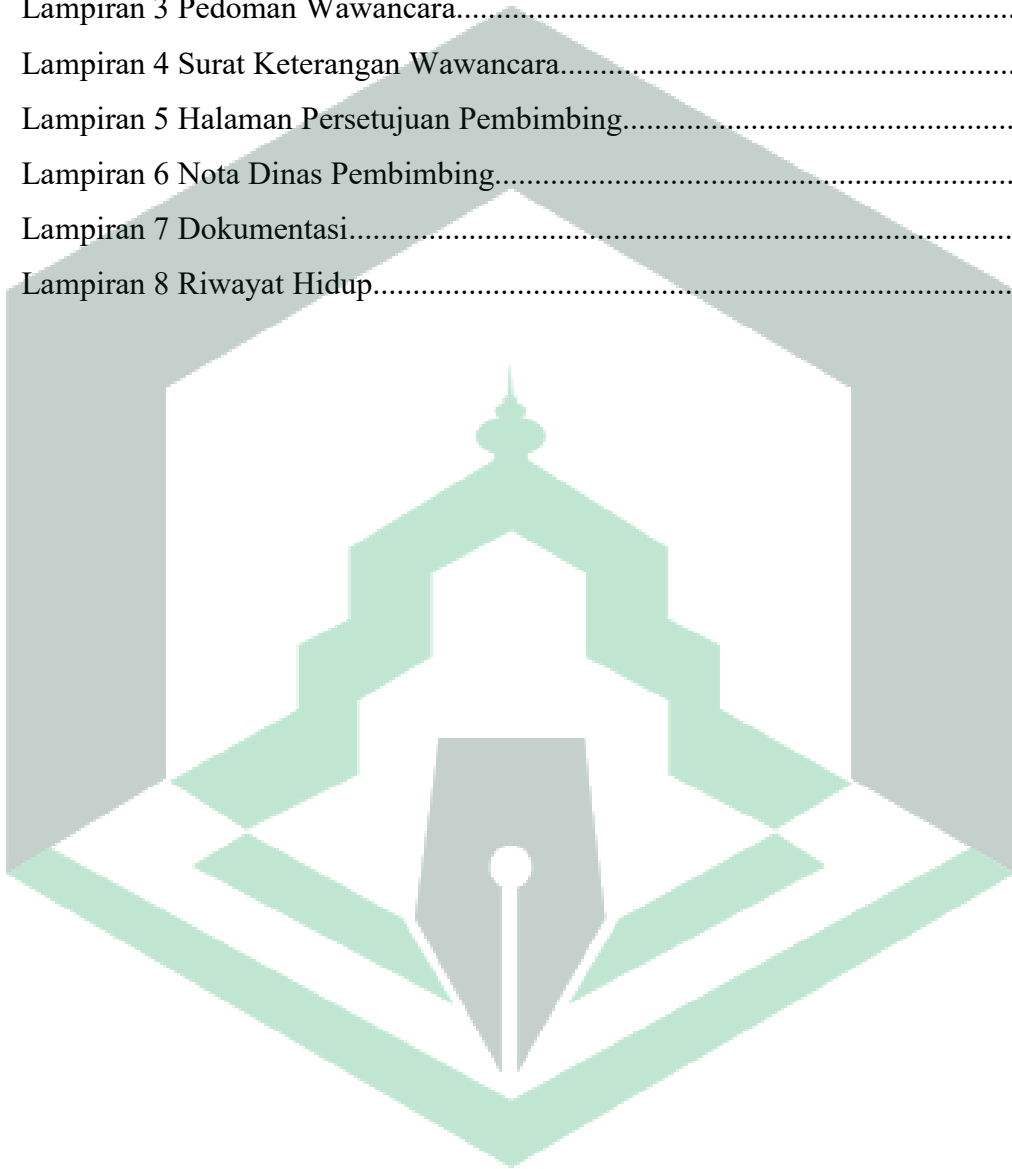 Lampiran 3 Pedoman Wawancara........................................................................
Lampiran 4 Surat Keterangan Wawancara.........................................................
Lampiran 5 Halaman Persetujuan Pembimbing.................................................
Lampiran 6 Nota Dinas Pembimbing.................................................................
Lampiran 7 Dokumentasi...................................................................................
Lampiran 8 Riwayat Hidup................................................................................